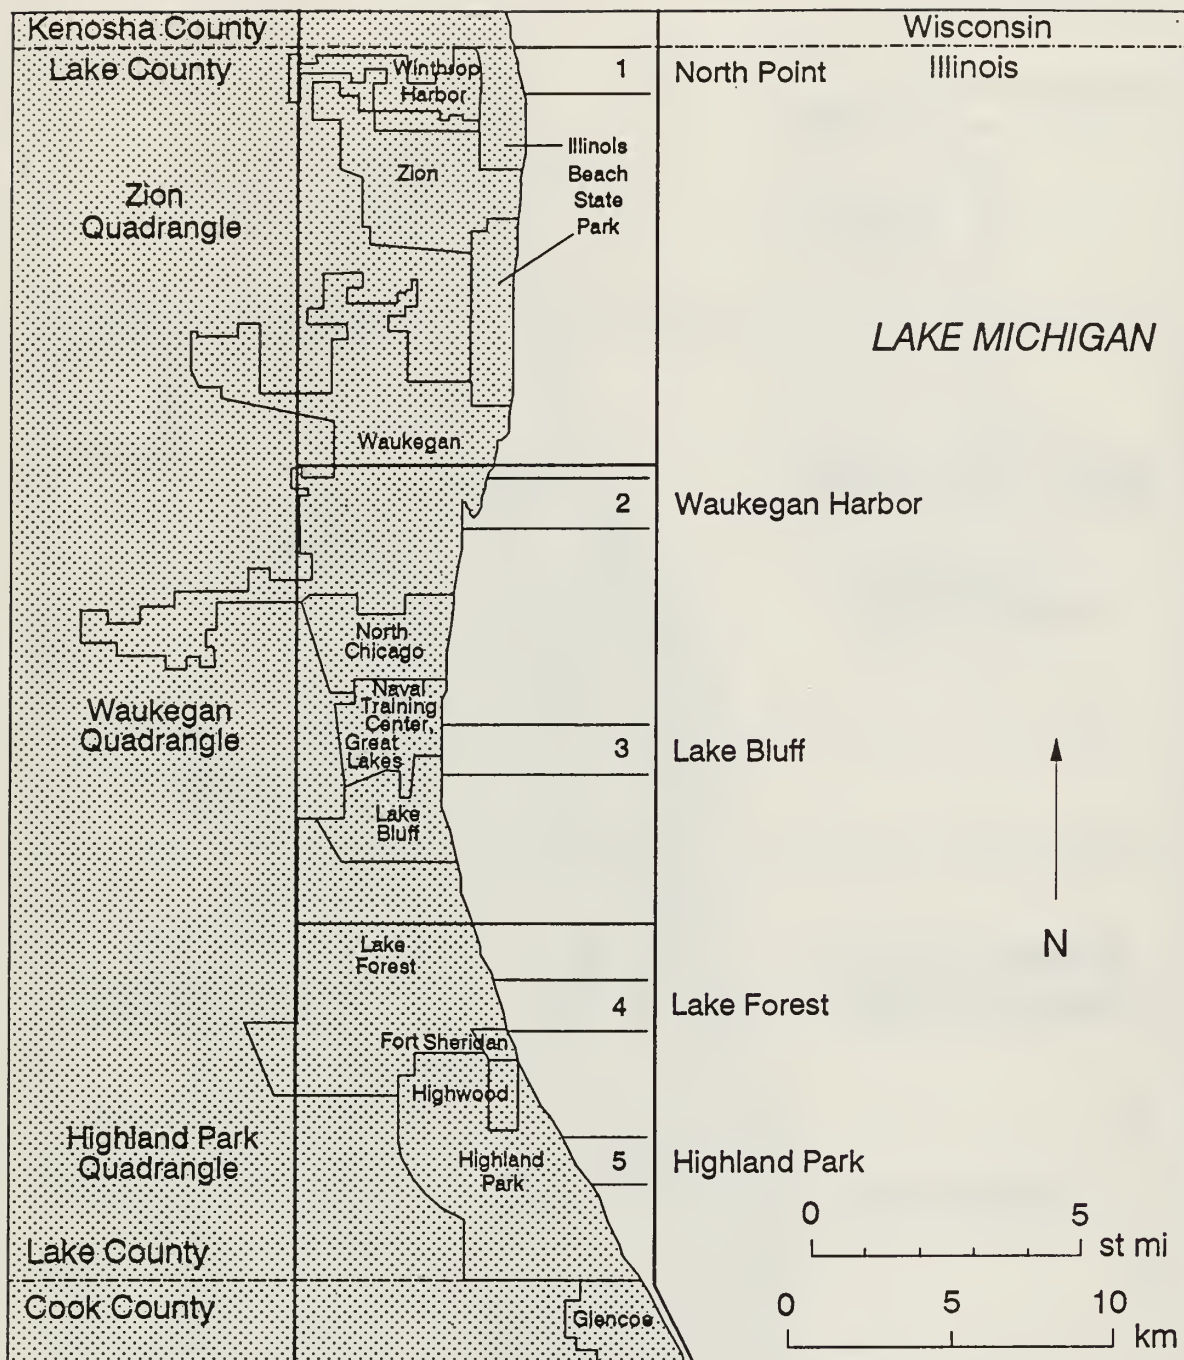 Kenosha County
Wisconsin
Lake County
Illinois
Winthrop
Harbor
1
North Point
Illinois
Beach
State
Park
Zion
Zion
Quadrangle
LAKE MICHIGAN
Waukegan
2
Waukegan Harbor
North
Chicago
Naval
Training
Center,
Great
Lakes
Waukegan
Quadrangle
3
Lake Bluff
Lake
Bluff
N
Lake
Forest
4
Lake Forest
Fort Sheridan
Highwood
Highland Park
Quadrangle
Highland
Park
5
Highland Park
0 5
st mi
Lake County
Cook County
Glencoe
0 5 10
km